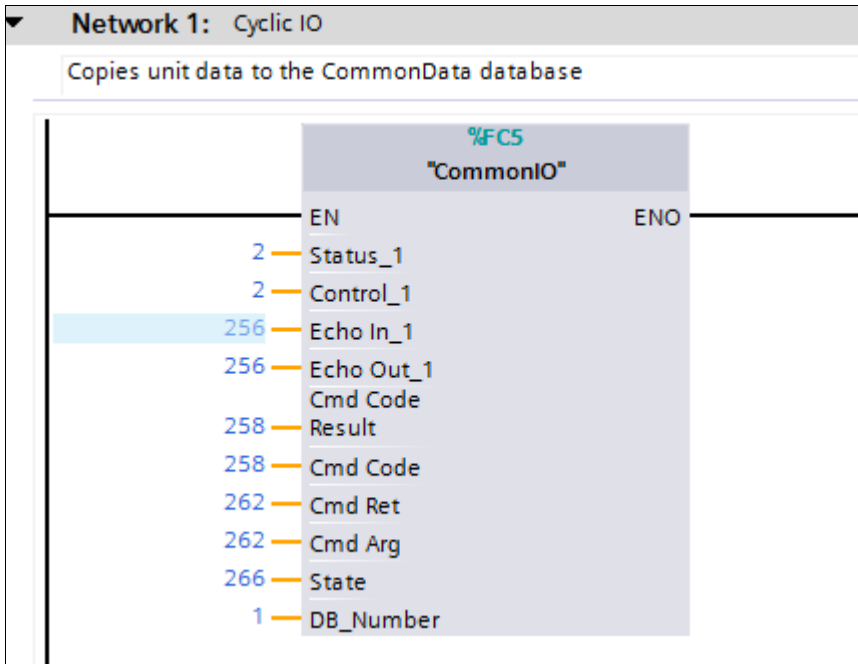 Network 1: Cyclic IO
Copies unit data to the CommonData database
%FC5
"CommonIO"
EN ENO
2 Status_1
2 Control_1
256 Echo In_1
256 Echo Out_1
Cmd Code
258 Result
258 Cmd Code
262 Cmd Ret
262 Cmd Arg
266 State
1 DB_Number